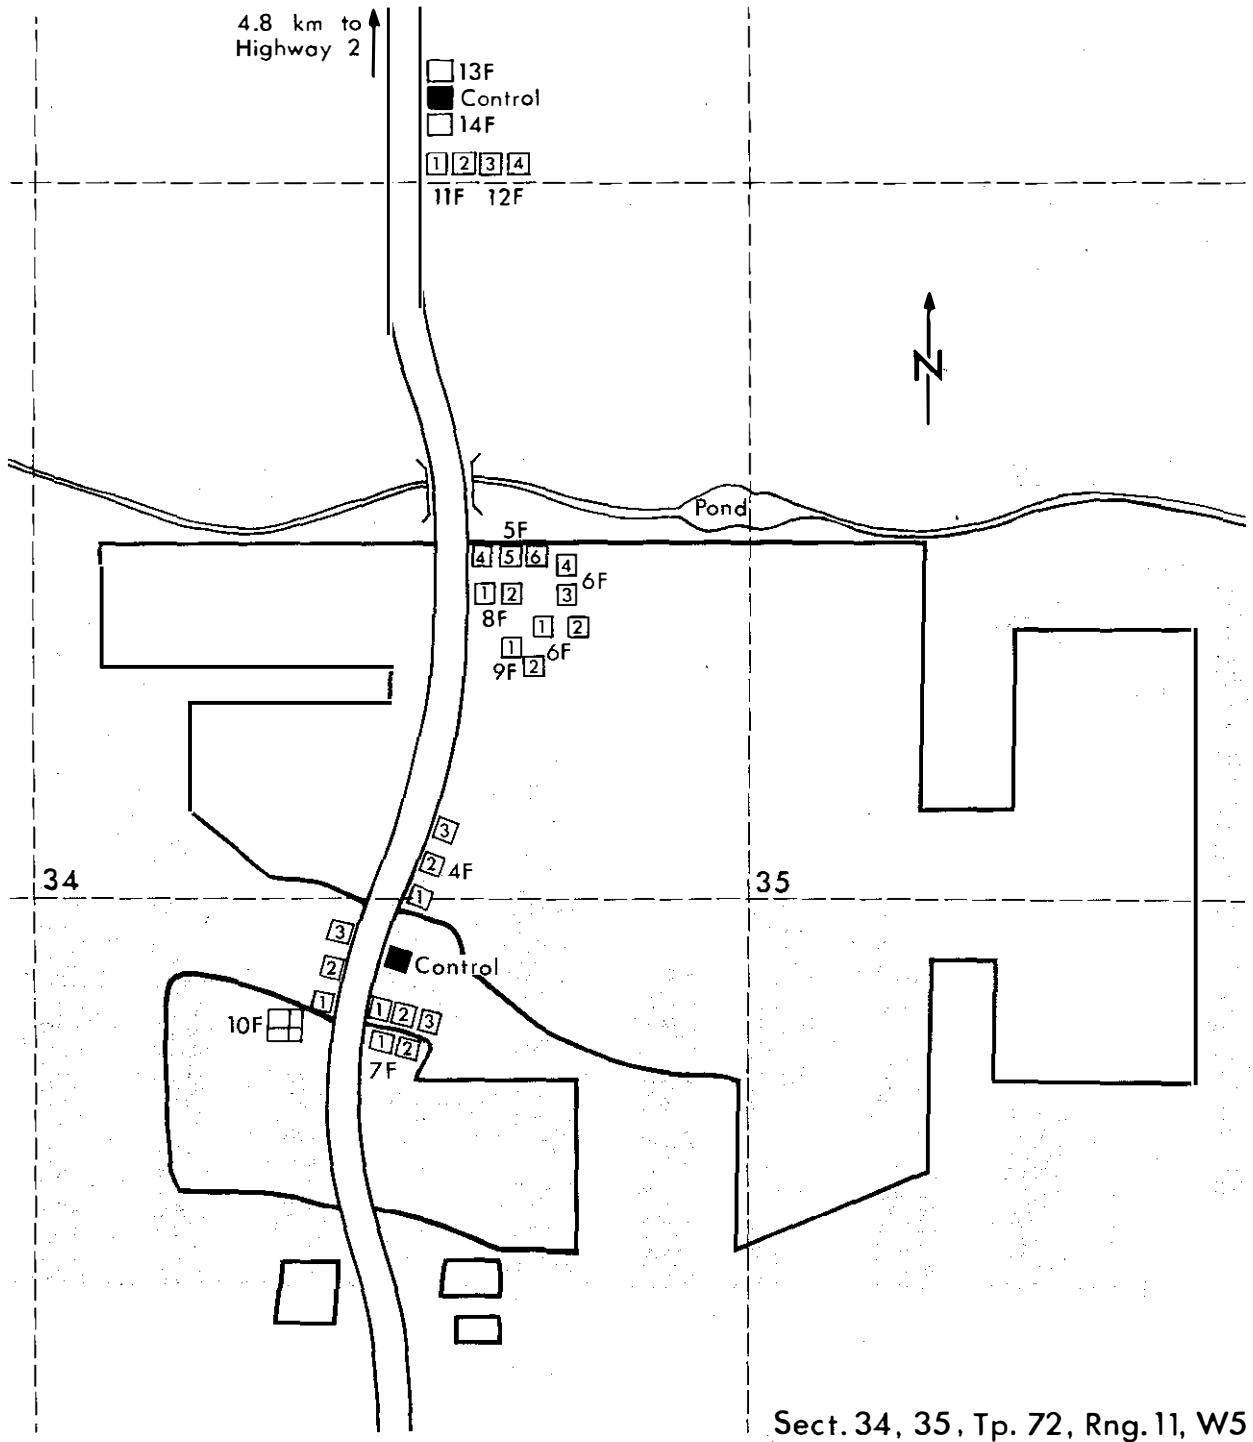 4.8 km to
Highway 2
13F
Control
14F
1 2 3 4
11F 12F
N
Pond
5F
4 5 6 4
6F
1 2 3
8F
1 2
1 6F
9F 2
3
2 4F
34 1 35
3
2 Control
1 1 2 3
10F
1 2
7F
Sect. 34, 35, Tp. 72, Rng. 11, W5